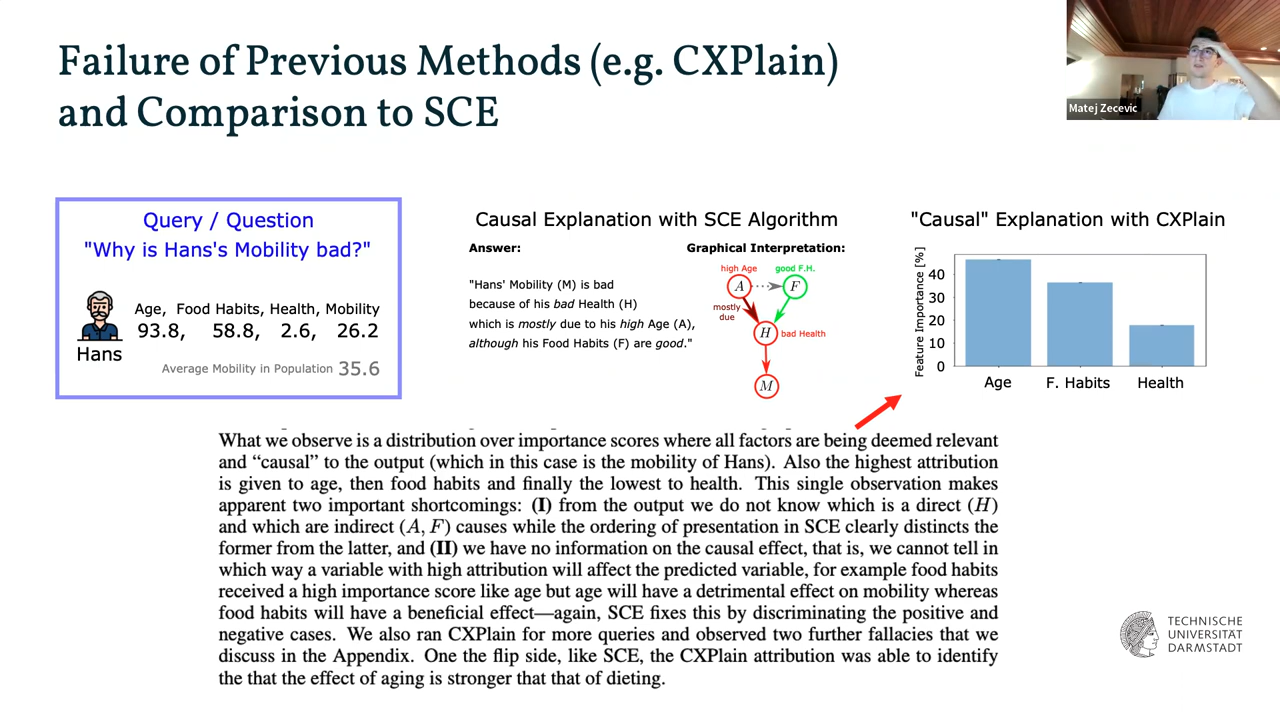 Failure of Previous Methods (e.g. CXPlain)
and Comparison to SCE
Matej Zecevic
Query / Question
"Why is Hans's Mobility bad?"
Age, Food Habits, Health, Mobility
93.8, 58.8, 2.6, 26.2
Hans
Average Mobility in Population 35.6
Causal Explanation with SCE Algorithm
Answer:
"Hans' Mobility (M) is bad
because of his bad Health (H)
which is mostly due to his high Age (A),
although his Food Habits (F) are good."
Graphical Interpretation:
high Age
good F.H.
A
F
mostly
due
H
bad Health
M
"Causal" Explanation with CXPlain
Feature Importance [%]
40
30
20
10
0
Age
F. Habits
Health
What we observe is a distribution over importance scores where all factors are being deemed relevant
and “causal” to the output (which in this case is the mobility of Hans). Also the highest attribution
is given to age, then food habits and finally the lowest to health. This single observation makes
apparent two important shortcomings: (I) from the output we do not know which is a direct (H)
and which are indirect (A, F) causes while the ordering of presentation in SCE clearly distincts the
former from the latter, and (II) we have no information on the causal effect, that is, we cannot tell in
which way a variable with high attribution will affect the predicted variable, for example food habits
received a high importance score like age but age will have a detrimental effect on mobility whereas
food habits will have a beneficial effect—again, SCE fixes this by discriminating the positive and
negative cases. We also ran CXPlain for more queries and observed two further fallacies that we
discuss in the Appendix. One the flip side, like SCE, the CXPlain attribution was able to identify
the that the effect of aging is stronger that that of dieting.
TECHNISCHE
UNIVERSITÄT
DARMSTADT